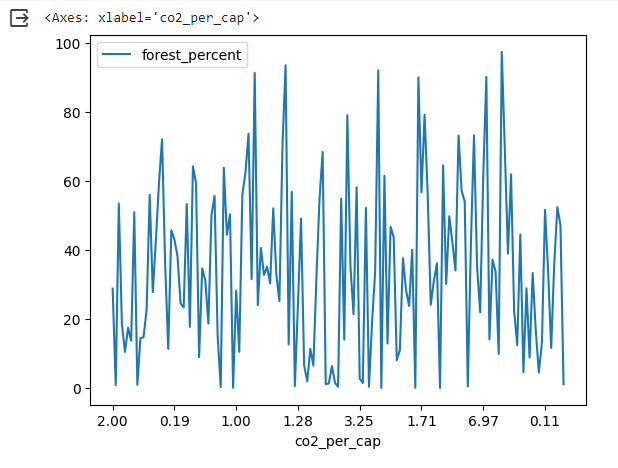 <Axes: xlabel='co2_per_cap'>
100
forest_percent
80
60
40
20
0
2.00 0.19 1.00 1.28 3.25 1.71 6.97 0.11
co2_per_cap